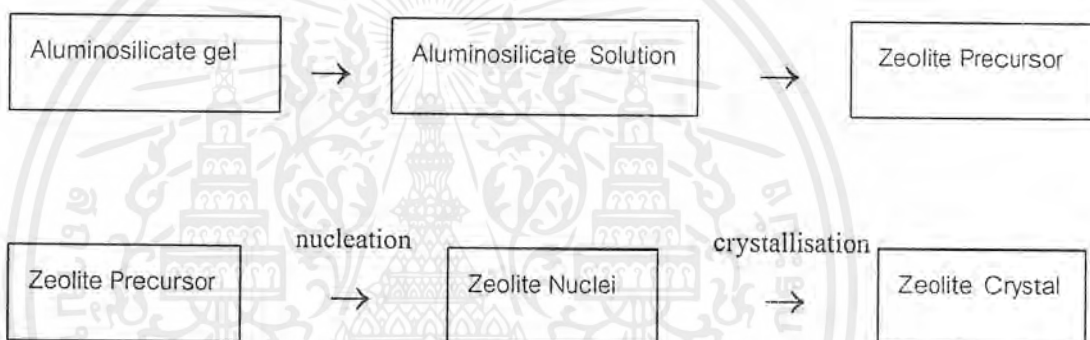 Aluminosilicate gel → Aluminosilicate Solution → Zeolite Precursor
nucleation crystallisation
Zeolite Precursor → Zeolite Nuclei → Zeolite Crystal